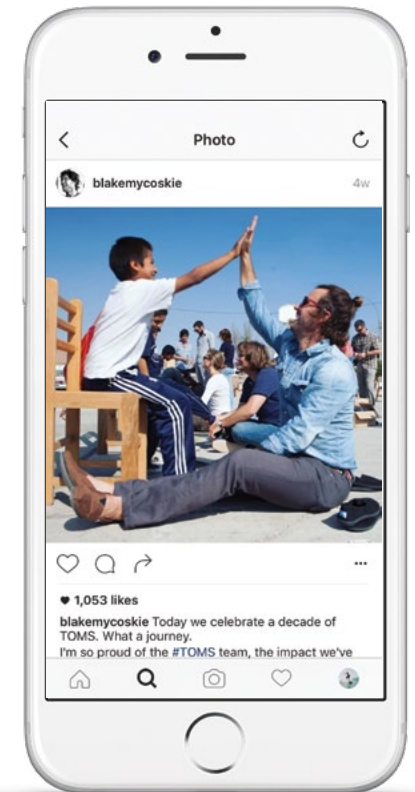 Photo
blakemycoskie
4w
1,053 likes
blakemycoskie Today we celebrate a decade of
TOMS. What a journey.
I'm so proud of the #TOMS team, the impact we've